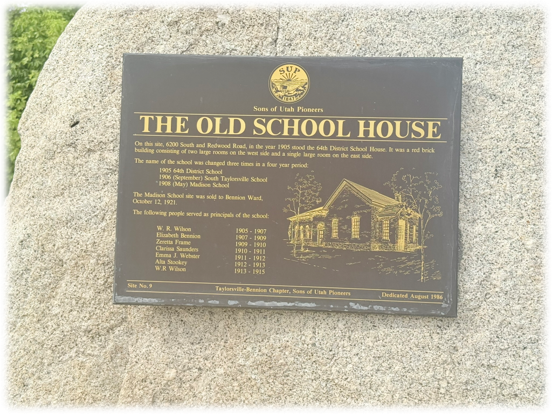 SUP
Sons of Utah Pioneers
THE OLD SCHOOL HOUSE
On this site, 6200 South and Redwood Road, in the year 1905 stood the 64th District School House. It was a red brick
building consisting of two large rooms on the west side and a single large room on the east side.
The name of the school was changed three times in a four year period:
1905 64th District School
1906 (September) South Taylorsville School
1908 (May) Madison School
The Madison School site was sold to Bennion Ward,
October 12, 1921.
The following people served as principals of the school:
W. R. Wilson 1905 - 1907
Elizabeth Bennion 1907 - 1909
Zeretta Frame 1909 - 1910
Clarissa Saunders 1910 - 1911
Emma J. Webster 1911 - 1912
Alta Stookey 1912 - 1913
W.R Wilson 1913 - 1915
Site No. 9 Taylorsville-Bennion Chapter, Sons of Utah Pioneers Dedicated August 1986